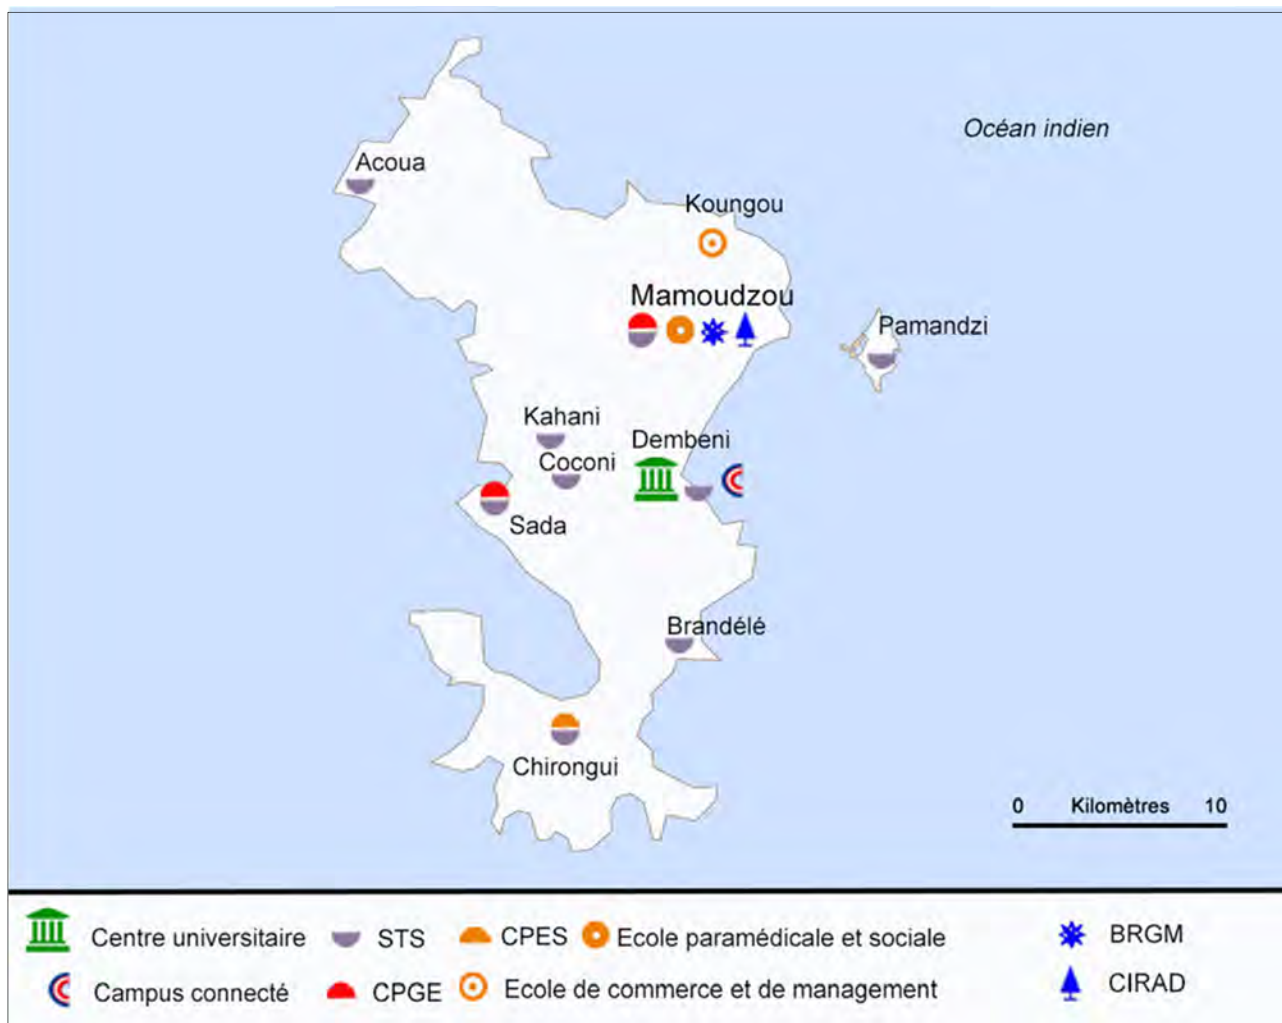 Océan indien
Acoua
Koungou
Mamoudzou
Pamandzi
Kahani
Dembeni
Coconi
Sada
Brandélé
Chirongui
0 Kilomètres 10
Centre universitaire STS CPES Ecole paramédicale et sociale BRGM
Campus connecté CPGE Ecole de commerce et de management CIRAD